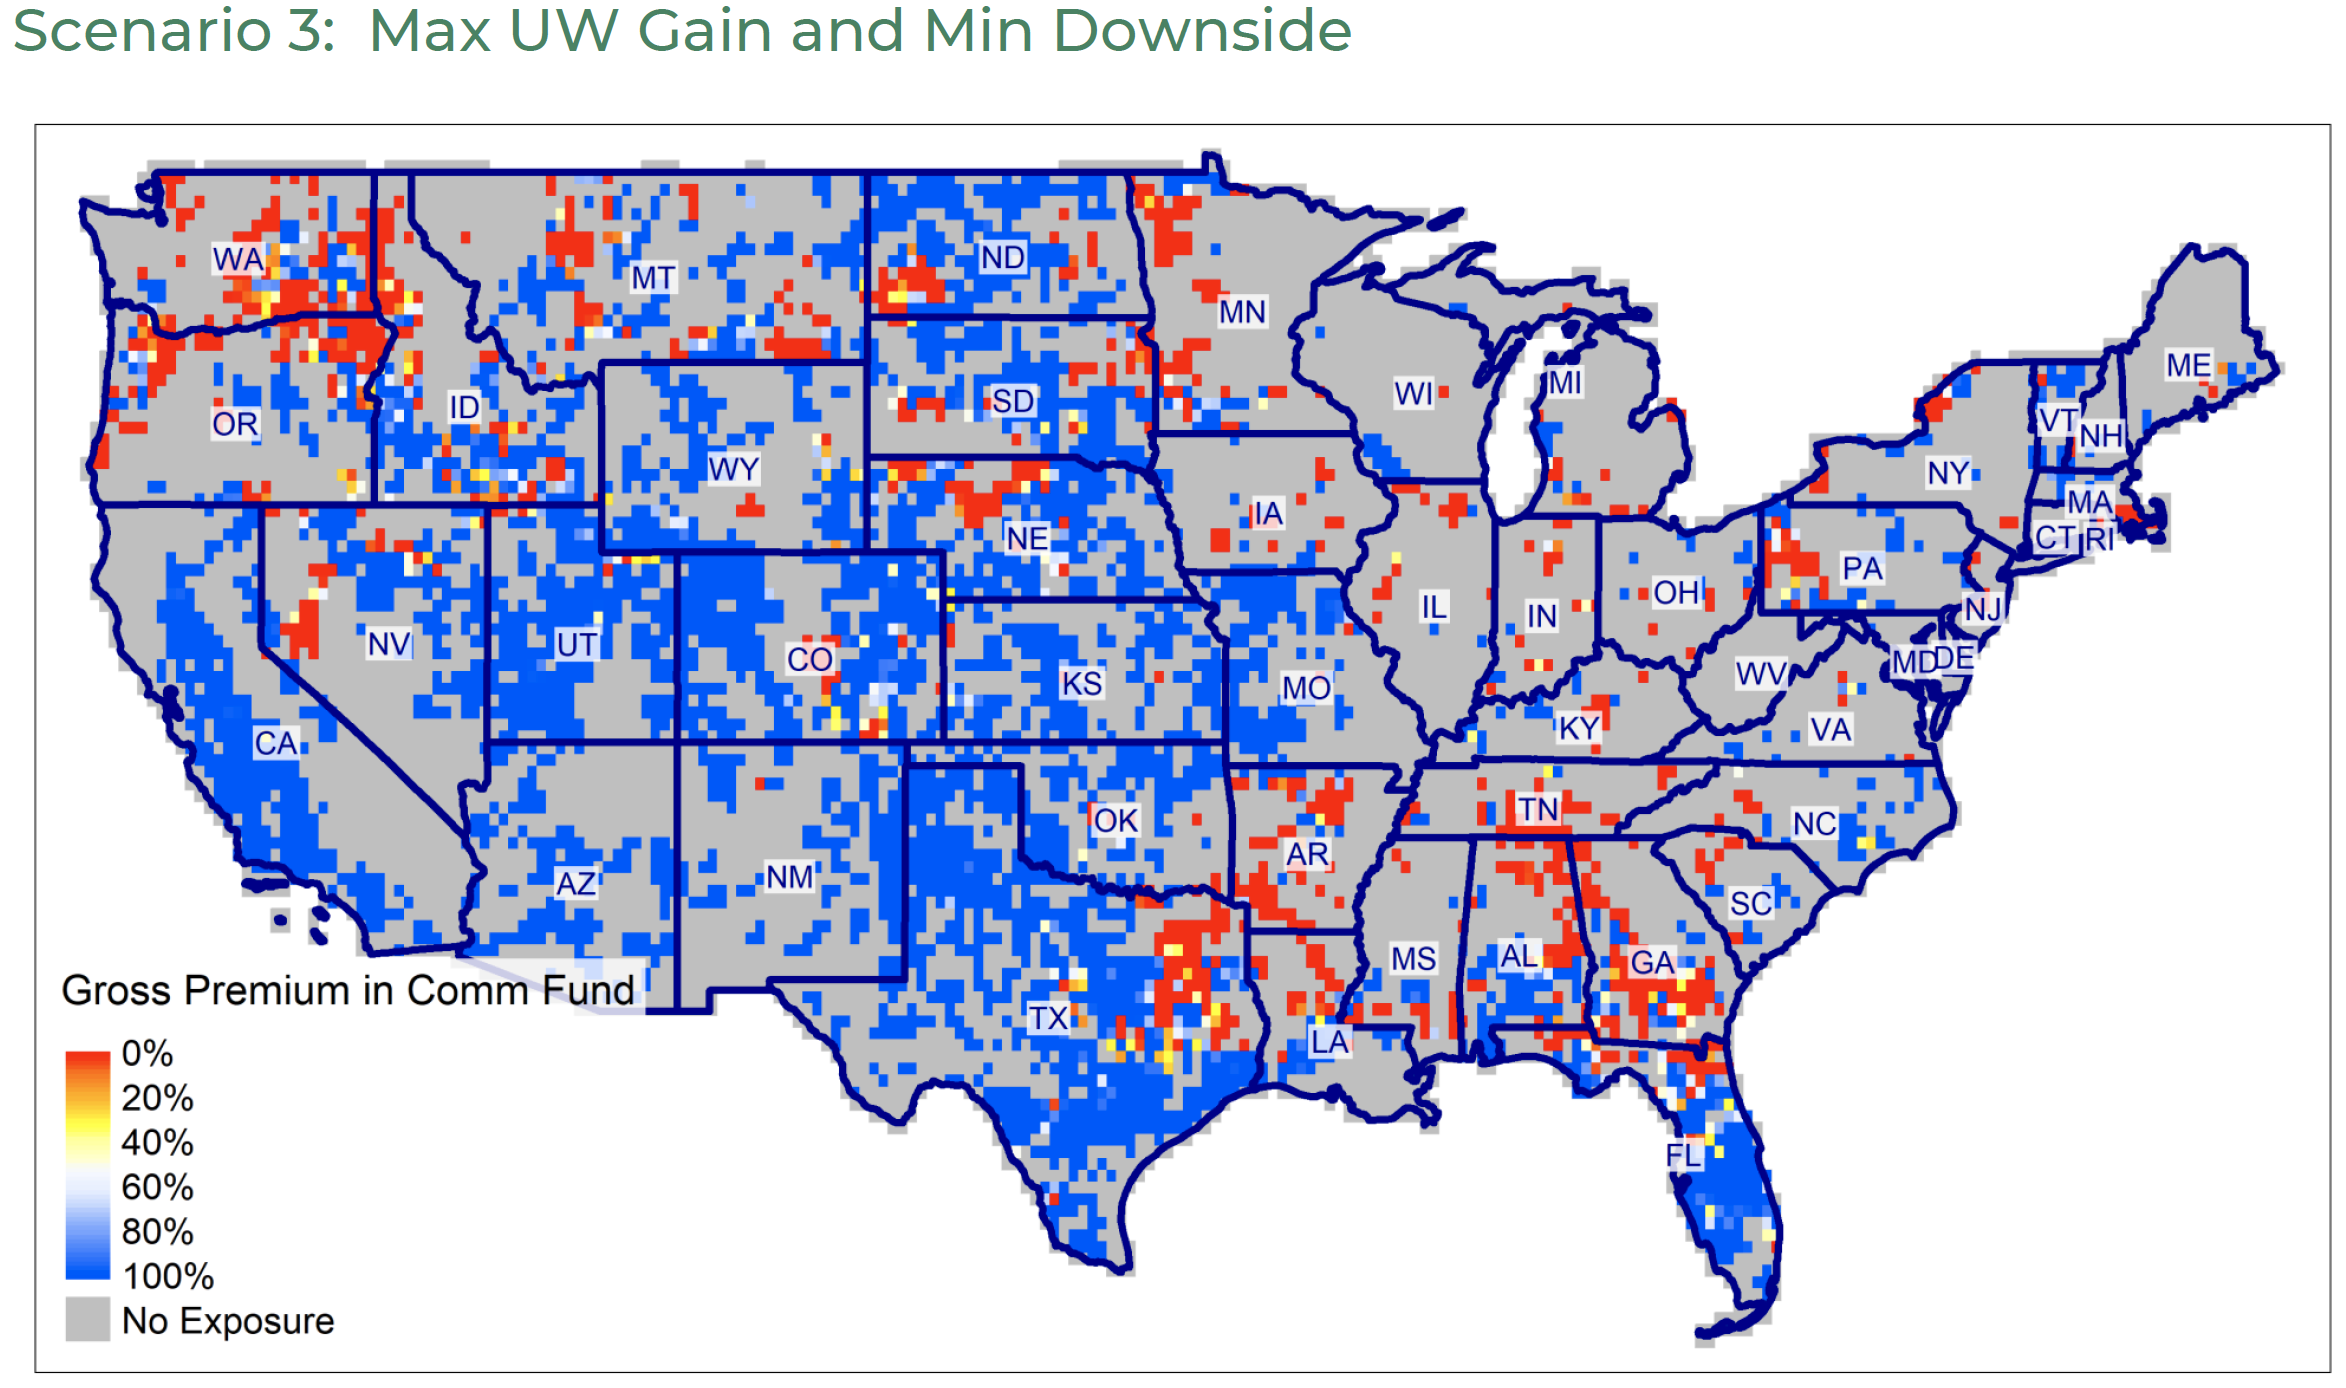 Scenario 3: Max UW Gain and Min Downside
WA
MT
ND
MN
OR
ID
SD
WI
MI
VT
NH
ME
WY
NY
MA
CT
RI
NE
IA
PA
NV
UT
CO
KS
MO
IL
IN
OH
NJ
MD
DE
WV
VA
KY
CA
AZ
NM
OK
AR
TN
NC
SC
TX
LA
MS
AL
GA
FL
Gross Premium in Comm Fund
0%
20%
40%
60%
80%
100%
No Exposure